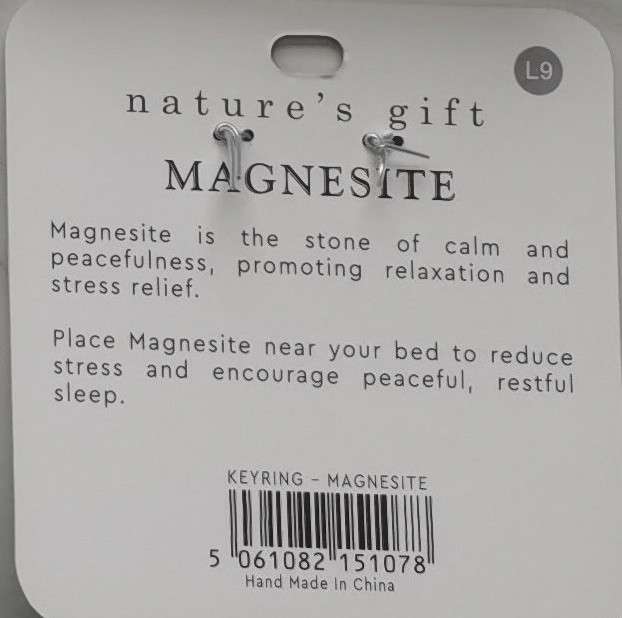 L9
nature's gift
MAGNESITE
Magnesite is the stone of calm and
peacefulness, promoting relaxation and
stress relief.
Place Magnesite near your bed to reduce
stress and encourage peaceful, restful
sleep.
KEYRING - MAGNESITE
5 061082 151078
Hand Made In China